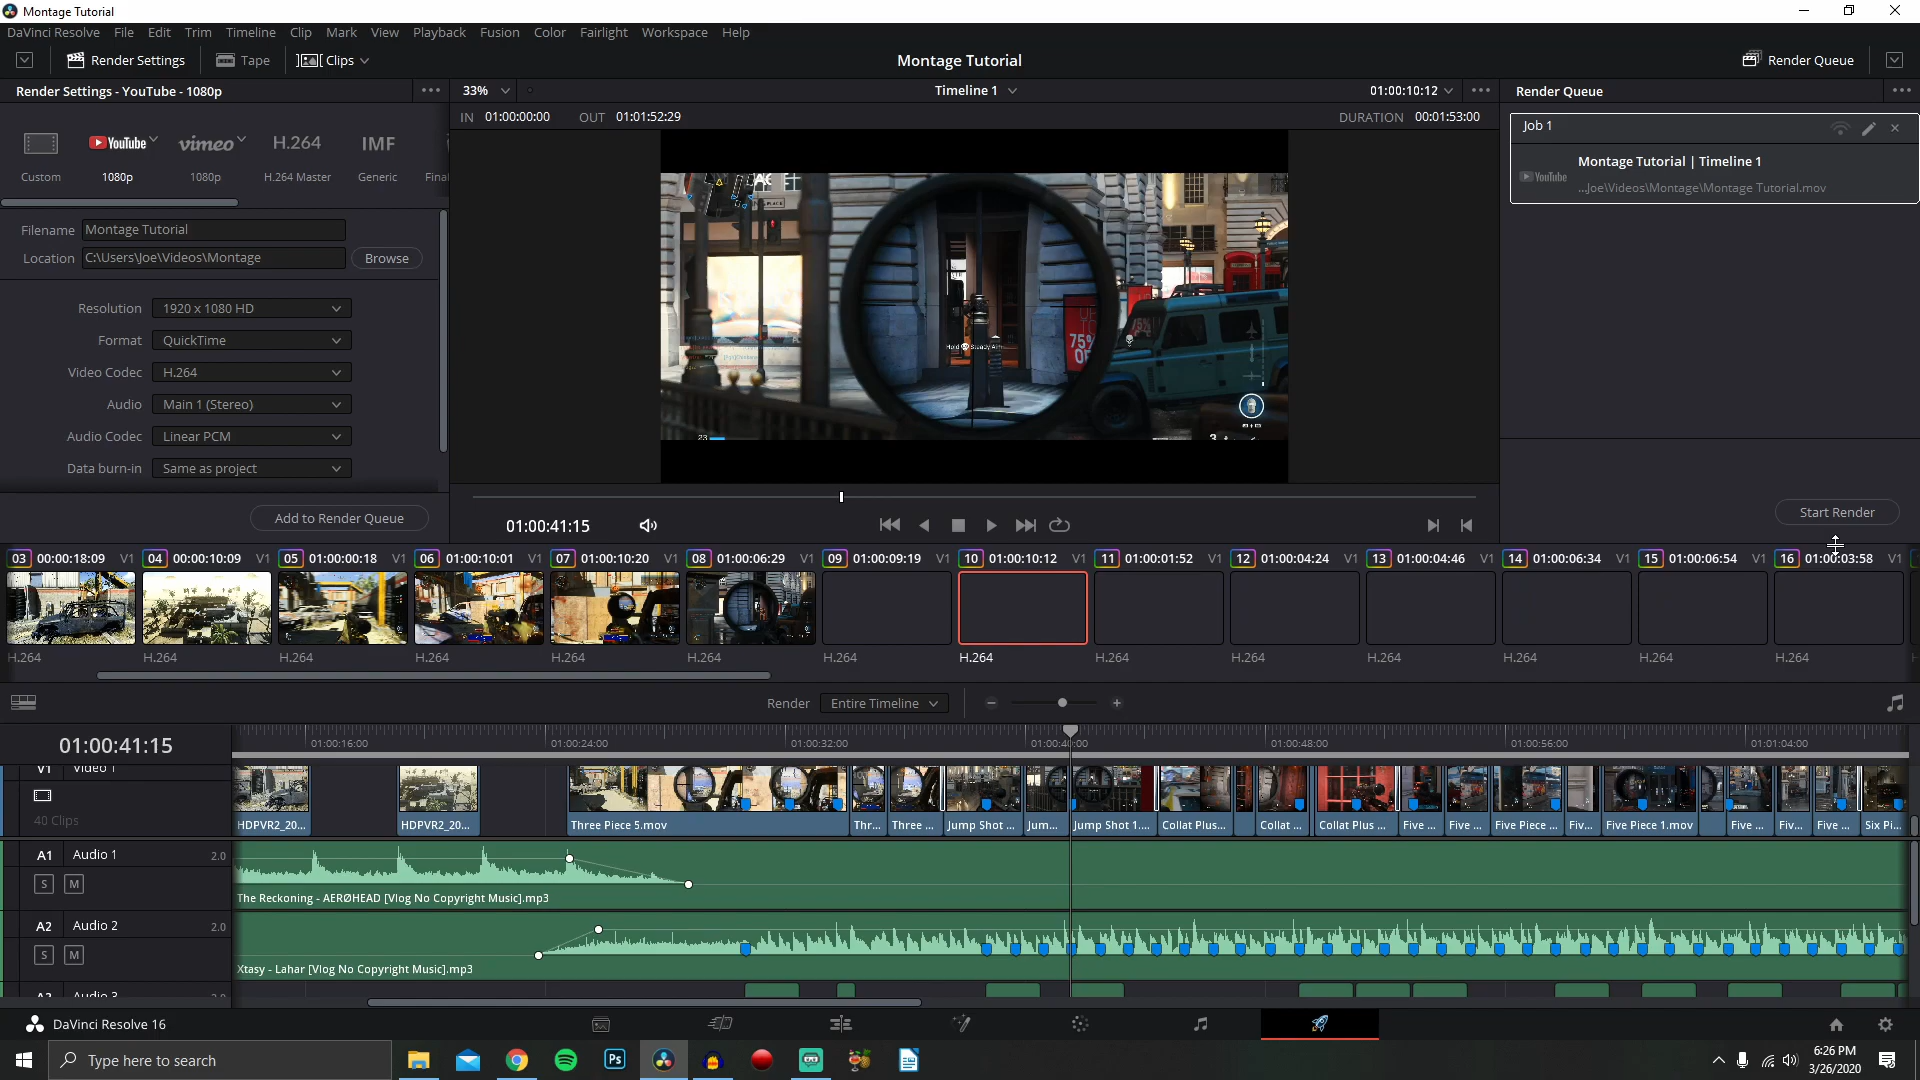 Montage Tutorial
DaVinci Resolve File Edit Trim Timeline Clip Mark View Playback Fusion Color Fairlight Workspace Help
Render Settings Tape Clips Montage Tutorial Render Queue
Render Settings - YouTube - 1080p ••• 33% Timeline 1 01:00:10:12 ••• Render Queue •••
IN 01:00:00:00 OUT 01:01:52:29 DURATION 00:01:53:00
YouTube vimeo H.264 IMF
Custom 1080p 1080p H.264 Master Generic Final
Job 1
Montage Tutorial | Timeline 1
YouTube ...Joe\Videos\Montage\Montage Tutorial.mov
Filename Montage Tutorial
Location C:\Users\Joe\Videos\Montage Browse
Resolution 1920 x 1080 HD
Format QuickTime
Video Codec H.264
Audio Main 1 (Stereo)
Audio Codec Linear PCM
Data burn-in Same as project
75%
Hold Steady Aim
23
Add to Render Queue
01:00:41:15
Start Render
03 00:00:18:09 V1 04 00:00:10:09 V1 05 01:00:00:18 V1 06 01:00:10:01 V1 07 01:00:10:20 V1 08 01:00:06:29 V1 09 01:00:09:19 V1 10 01:00:10:12 V1 11 01:00:01:52 V1 12 01:00:04:24 V1 13 01:00:04:46 V1 14 01:00:06:34 V1 15 01:00:06:54 V1 16 01:00:03:58 V1
H.264 H.264 H.264 H.264 H.264 H.264 H.264 H.264 H.264 H.264 H.264 H.264 H.264 H.264
Render Entire Timeline
01:00:41:15
01:00:16:00 01:00:24:00 01:00:32:00 01:00:40:00 01:00:48:00 01:00:56:00 01:01:04:00
V1 Video 1
40 Clips
HDPVR2_20... HDPVR2_20... Three Piece 5.mov Thr... Three ... Jump Shot ... Jum... Jump Shot 1.... Collat Plus... Collat ... Collat Plus ... Five ... Five ... Five Piece ... Fiv... Five Piece 1.mov Five ... Fiv... Five ... Six Pi...
A1 Audio 1 2.0
S M
The Reckoning - AERØHEAD [Vlog No Copyright Music].mp3
A2 Audio 2 2.0
S M
Xtasy - Lahar [Vlog No Copyright Music].mp3
A3 Audio 3 2.0
DaVinci Resolve 16
Type here to search
Ps
6:26 PM
3/26/2020